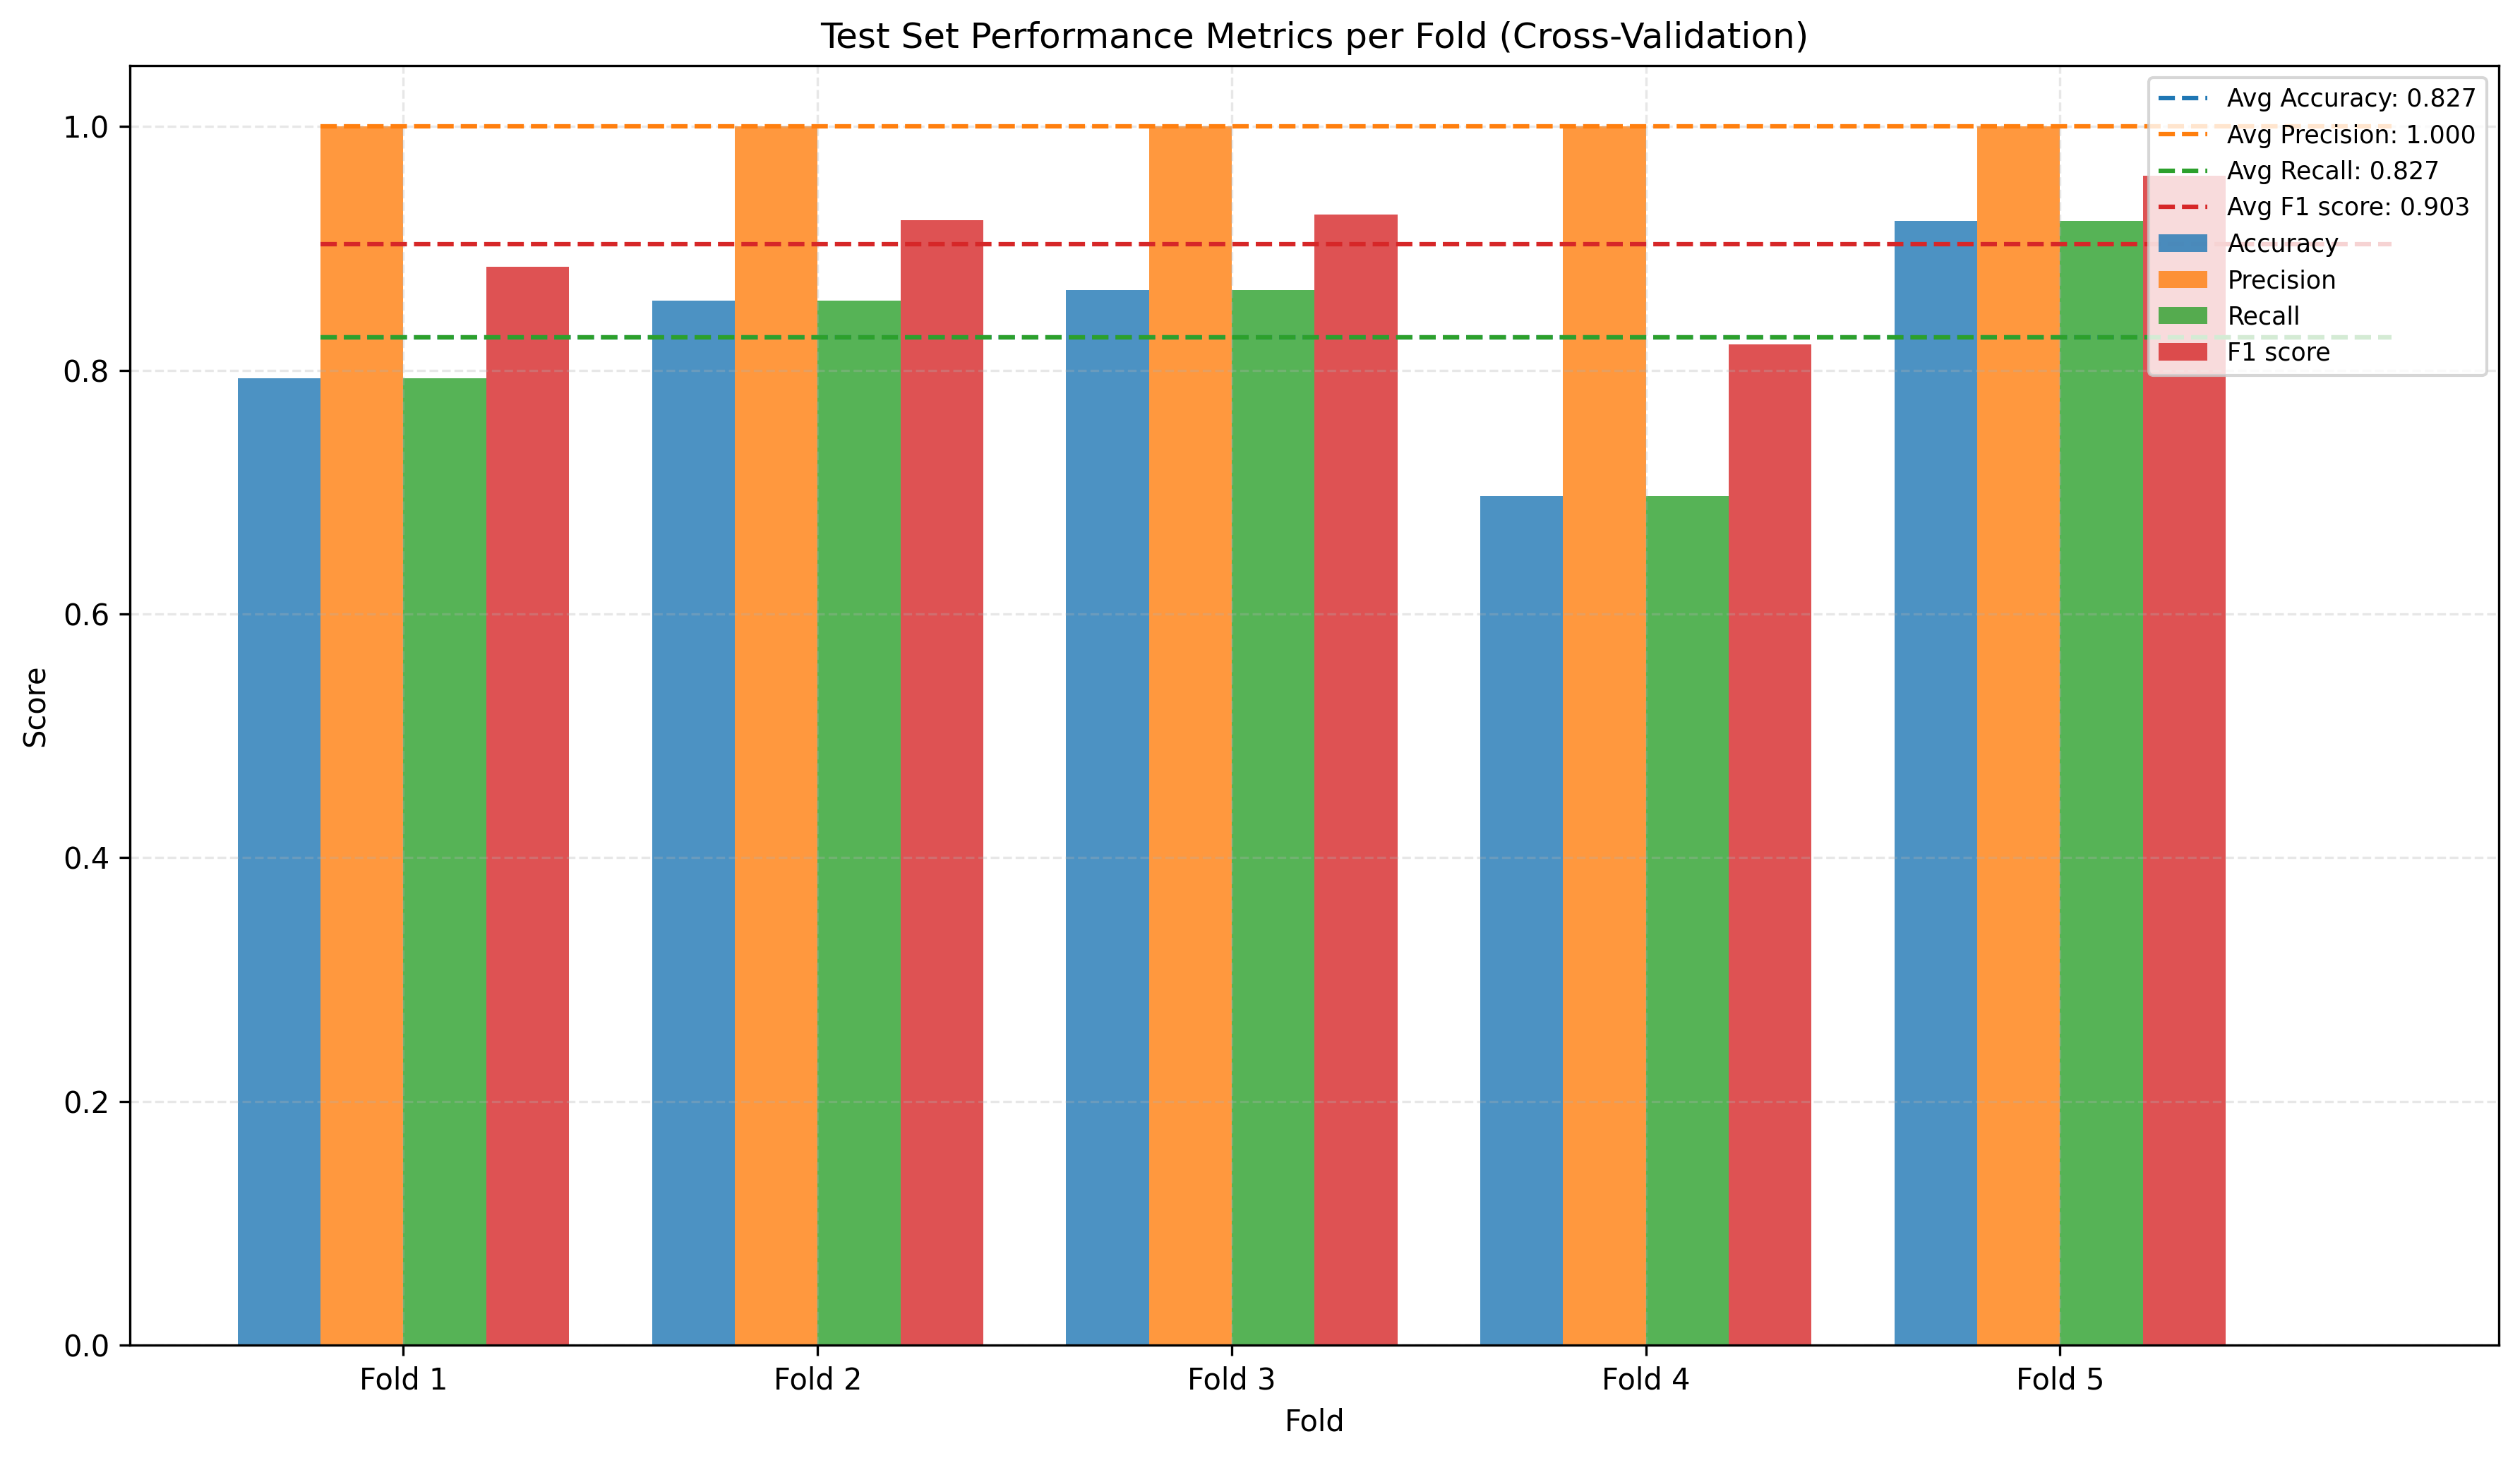 Test Set Performance Metrics per Fold (Cross-Validation)
Avg Accuracy: 0.827
Avg Precision: 1.000
Avg Recall: 0.827
Avg F1 score: 0.903
Accuracy
Precision
Recall
F1 score
1.0
0.8
0.6
0.4
0.2
0.0
Score
Fold 1
Fold 2
Fold 3
Fold 4
Fold 5
Fold